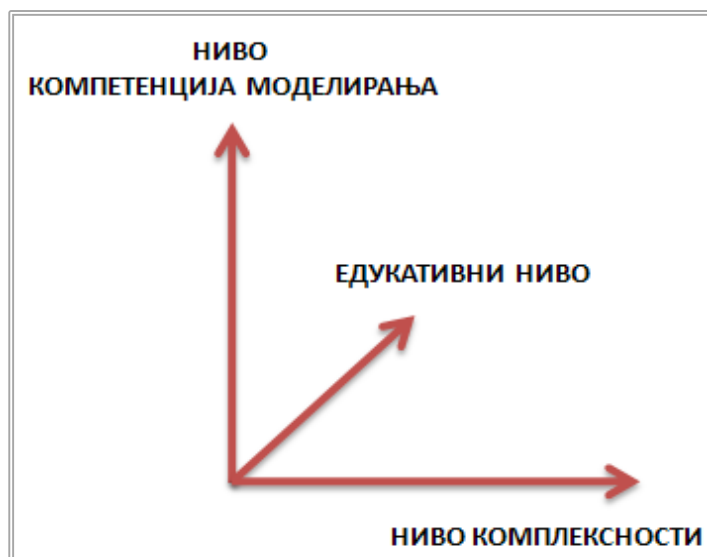 НИВО
КОМПЕТЕНЦИЈА МОДЕЛИРАЊА
ЕДУКАТИВНИ НИВО
НИВО КОМПЛЕКСНОСТИ